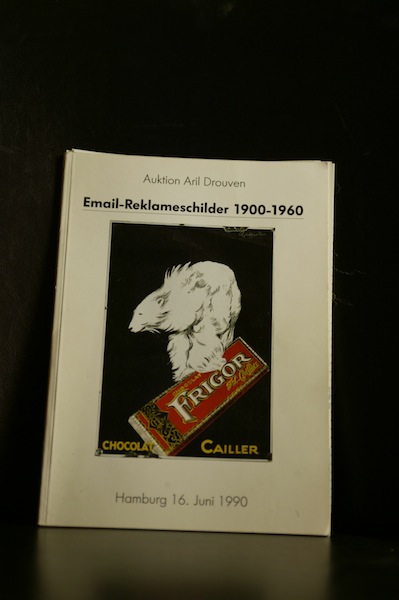 Auktion Aril Drouven
Email-Reklameschilder 1900-1960
FRIGOR
CHOCOLAT CAILLER
Hamburg 16. Juni 1990